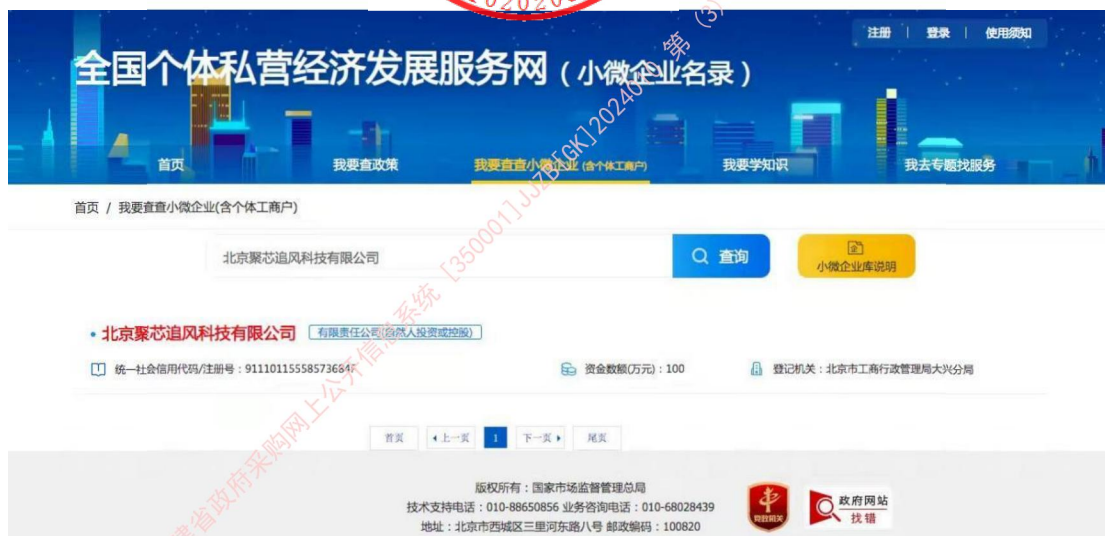 注册 | 登录 | 使用须知
全国个体私营经济发展服务网（小微企业名录）
首页 我要查政策 我要查查小微企业(含个体工商户) 我要学知识 我去专题找服务
首页 / 我要查查小微企业(含个体工商户)
北京聚芯追风科技有限公司 查询 小微企业库说明
• 北京聚芯追风科技有限公司 有限责任公司(自然人投资或控股)
统一社会信用代码/注册号： 资金数额(万元)：100 登记机关：北京市工商行政管理局大兴分局
首页 上一页 1 下一页 尾页
版权所有：国家市场监督管理总局
技术支持电话：010-88650856 业务咨询电话：010-68028439
地址：北京市西城区三里河东路八号 邮政编码：100820
党政机关
政府网站
找错
建省政府采购网上公开信息系统 [350001]JJZB[GK]2024010 第（3）